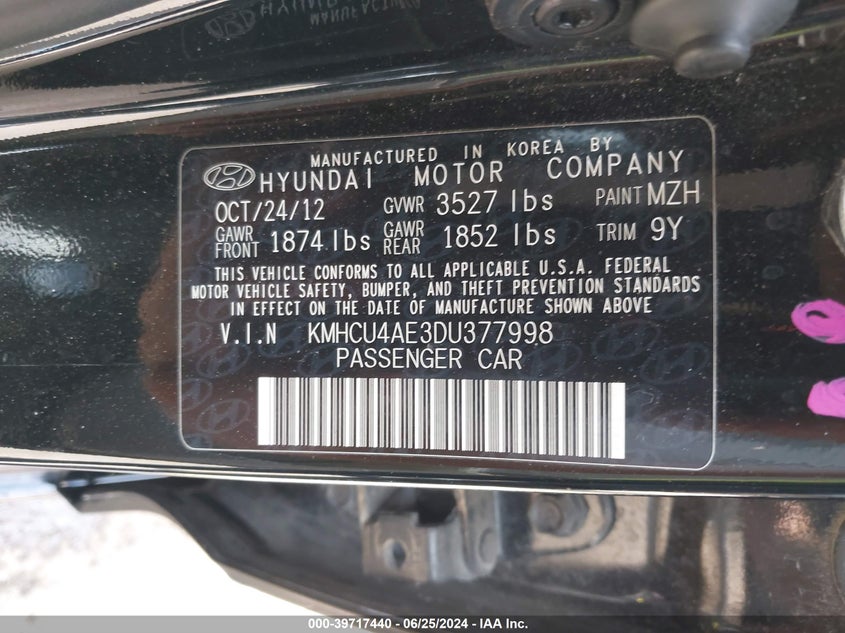 MANUFACTURED IN KOREA BY
HYUNDAI MOTOR COMPANY
OCT/24/12 GVWR 3527 lbs PAINT MZH
GAWR FRONT 1874 lbs GAWR REAR 1852 lbs TRIM 9Y
THIS VEHICLE CONFORMS TO ALL APPLICABLE U.S.A. FEDERAL
MOTOR VEHICLE SAFETY, BUMPER, AND THEFT PREVENTION STANDARDS
IN EFFECT ON THE DATE OF MANUFACTURE SHOWN ABOVE
V.I.N KMHCU4AE3DU377998
PASSENGER CAR
000-39717440 - 06/25/2024 - IAA Inc.